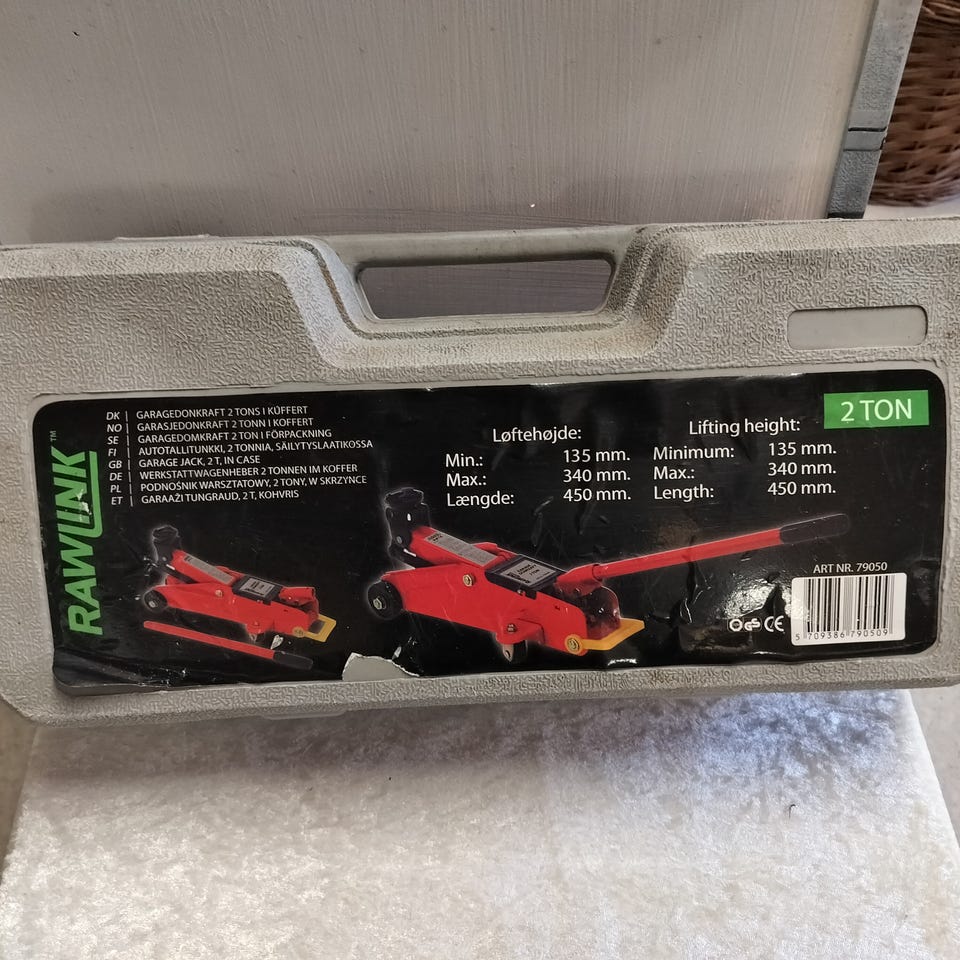 RAWLINK™
DK | GARAGEDONKRAFT 2 TONS I KUFFERT
NO | GARASJEDONKRAFT 2 TONN I KOFFERT
SE | GARAGEDOMKRAFT 2 TON I FÖRPACKNING
FI | AUTOTALLITUNKKI, 2 TONNIA, SÄILYTYSLAATIKOSSA
GB | GARAGE JACK, 2 T, IN CASE
DE | WERKSTATTWAGENHEBER 2 TONNEN IM KOFFER
PL | PODNOŚNIK WARSZTATOWY, 2 TONY, W SKRZYNCE
ET | GARAAŽI TUNGRAUD, 2 T, KOHVRIS
Løftehøjde:
Min.: 135 mm.
Max.: 340 mm.
Længde: 450 mm.
Lifting height:
Minimum: 135 mm.
Max.: 340 mm.
Length: 450 mm.
2 TON
ART NR. 79050
GS CE
5 709386 790509